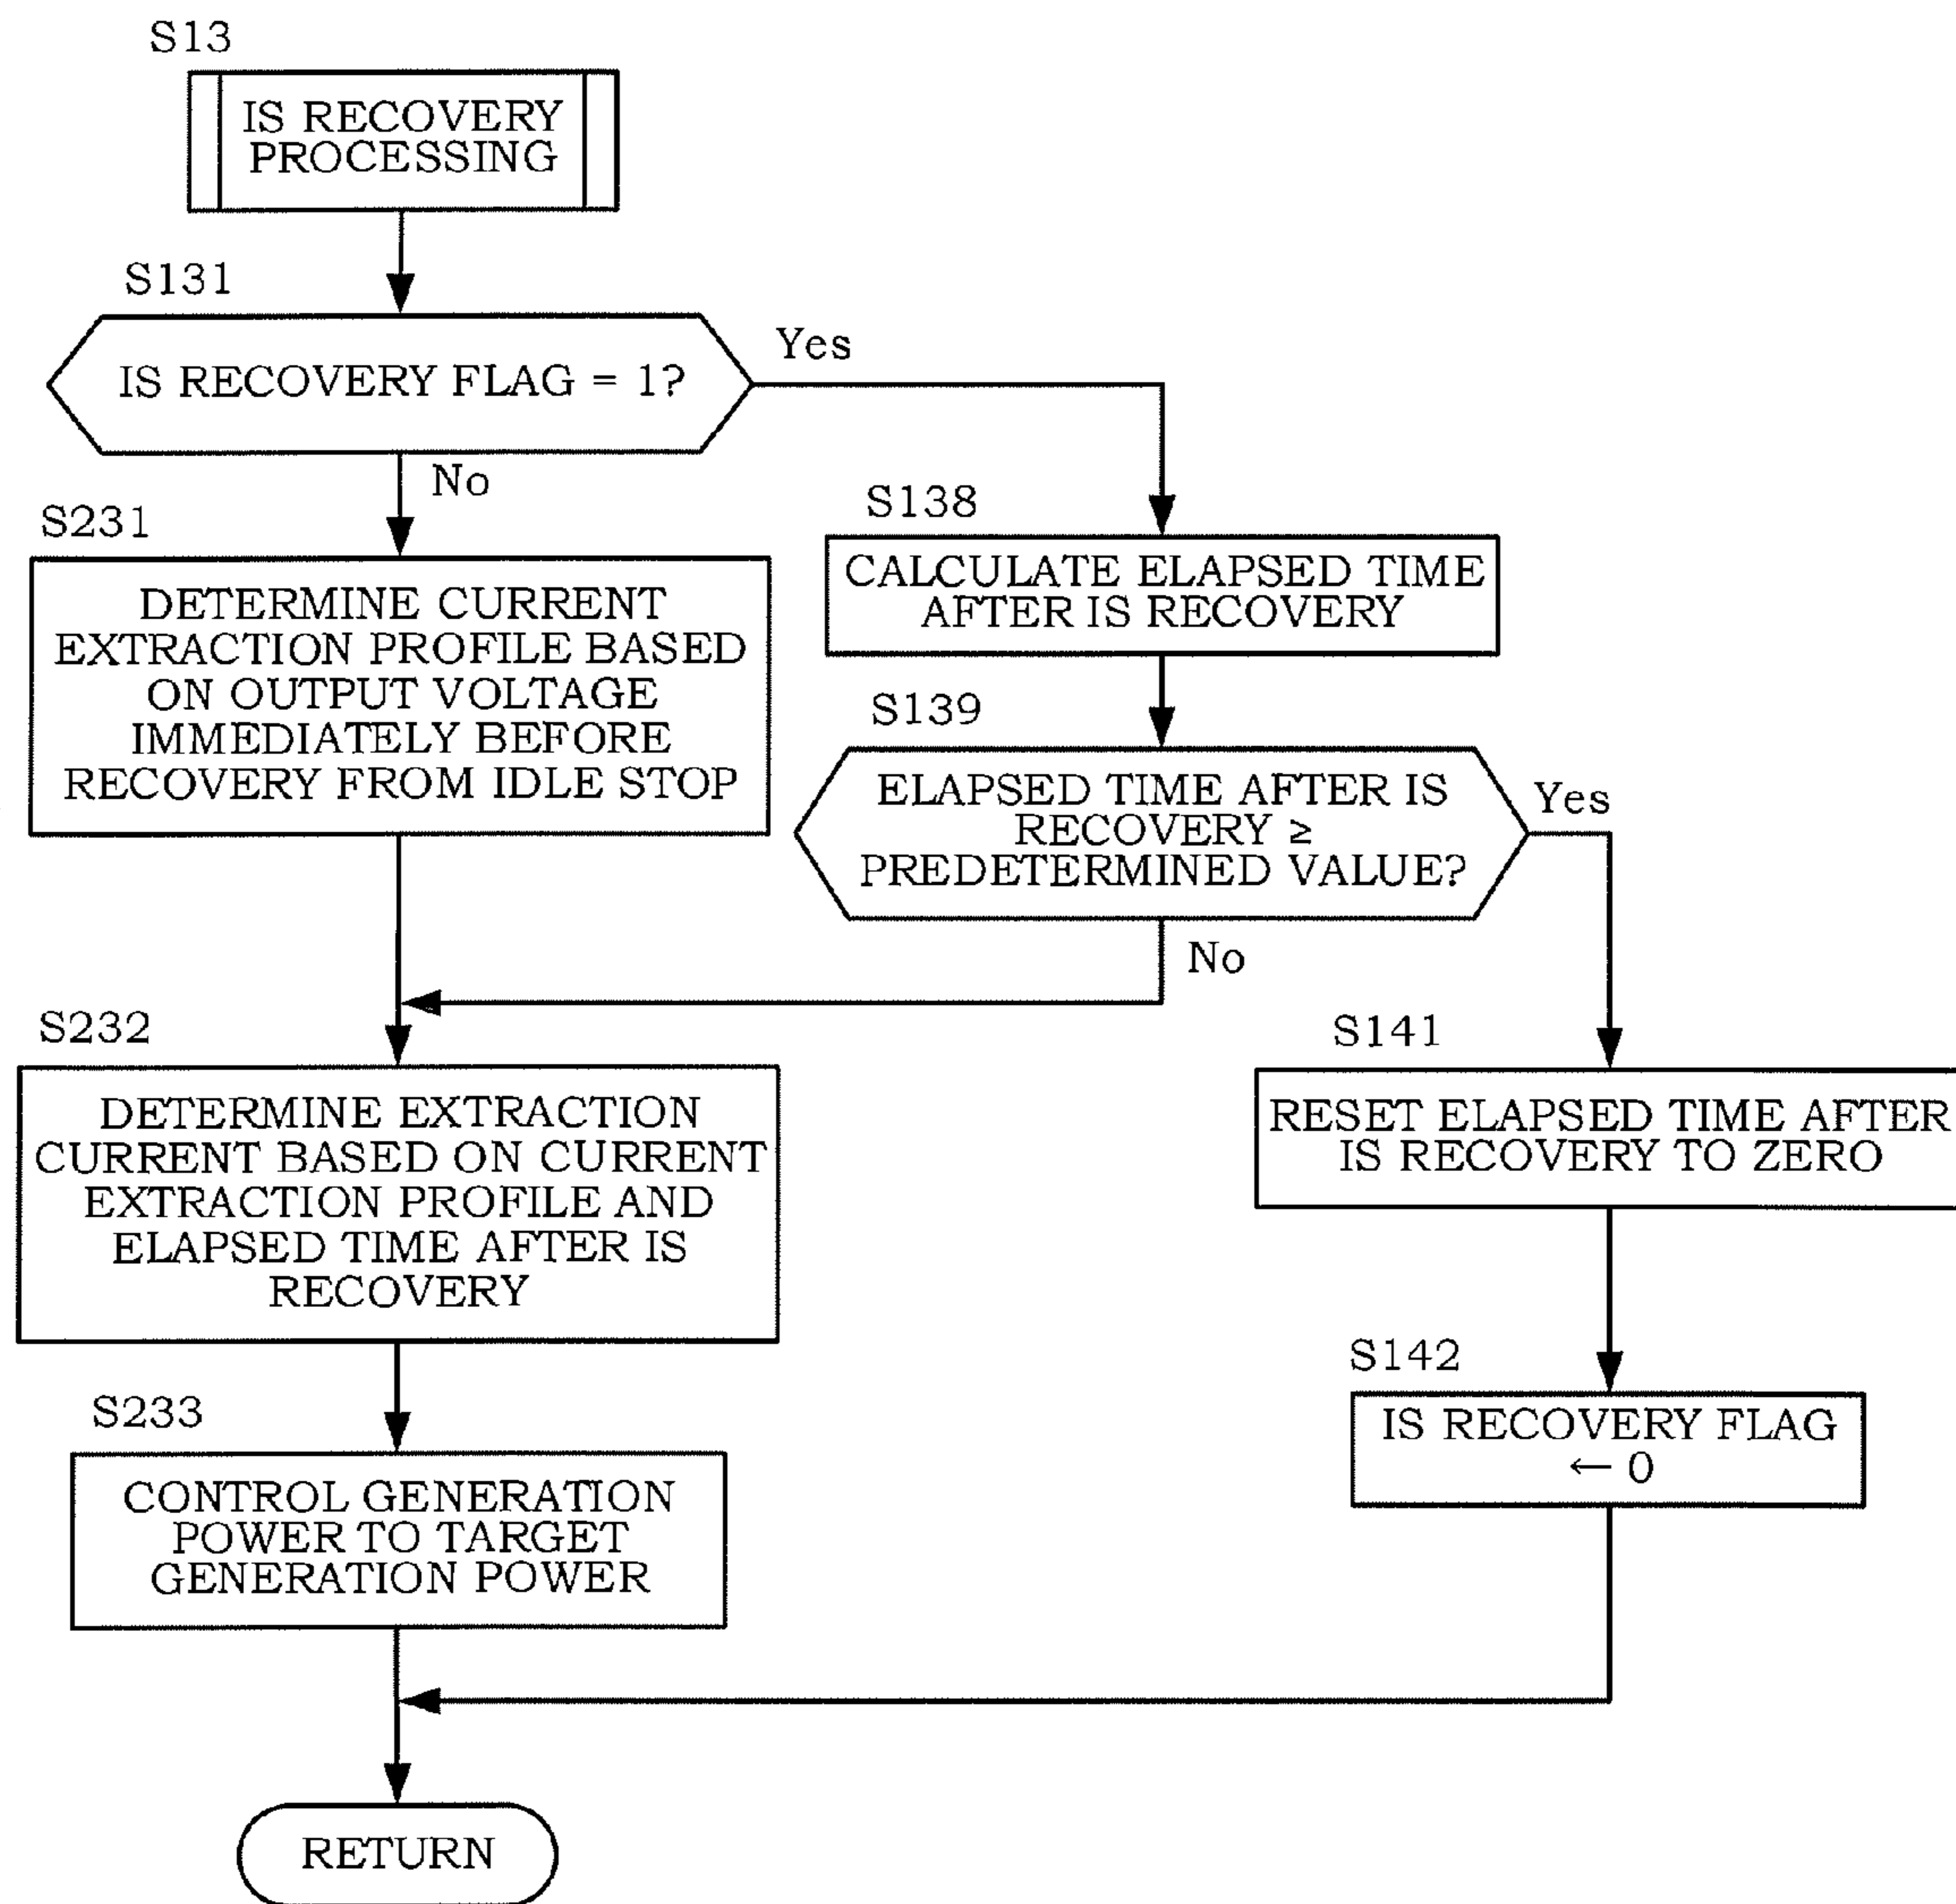 S13
IS RECOVERY
PROCESSING
S131
IS RECOVERY FLAG = 1?
Yes
No
S231
DETERMINE CURRENT
EXTRACTION PROFILE BASED
ON OUTPUT VOLTAGE
IMMEDIATELY BEFORE
RECOVERY FROM IDLE STOP
S138
CALCULATE ELAPSED TIME
AFTER IS RECOVERY
S139
ELAPSED TIME AFTER IS
RECOVERY ≥
PREDETERMINED VALUE?
Yes
No
S232
DETERMINE EXTRACTION
CURRENT BASED ON CURRENT
EXTRACTION PROFILE AND
ELAPSED TIME AFTER IS
RECOVERY
S141
RESET ELAPSED TIME AFTER
IS RECOVERY TO ZERO
S233
CONTROL GENERATION
POWER TO TARGET
GENERATION POWER
S142
IS RECOVERY FLAG
← 0
RETURN